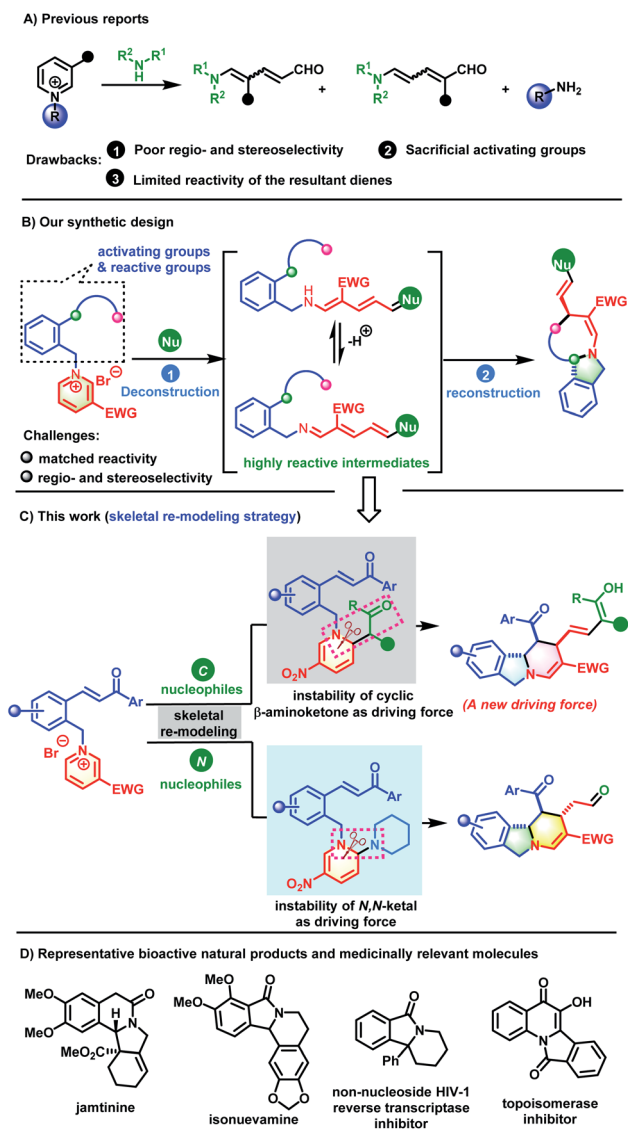 A) Previous reports
R² R¹
N
H
R¹
N
R²
CHO
+
R¹
N
R²
CHO
+
R NH₂
N
R
Drawbacks: 1 Poor regio- and stereoselectivity 2 Sacrificial activating groups
3 Limited reactivity of the resultant dienes
B) Our synthetic design
activating groups
& reactive groups
N
Br⊖
EWG
Nu
1
Deconstruction
H
N
EWG
Nu
-H⊕
N
EWG
Nu
highly reactive intermediates
2
reconstruction
Nu
EWG
N
Challenges:
matched reactivity
regio- and stereoselectivity
C) This work (skeletal re-modeling strategy)
O
Ar
R
O
N
O₂N
instability of cyclic
β-aminoketone as driving force
O
Ar
R
OH
N
EWG
(A new driving force)
O
Ar
Br⊖
N
EWG
C
nucleophiles
skeletal
re-modeling
N
nucleophiles
O
Ar
N
N
O₂N
instability of N,N-ketal
as driving force
O
Ar
O
N
EWG
D) Representative bioactive natural products and medicinally relevant molecules
MeO
MeO
O
H
N
MeO₂C
jamtinine
MeO
MeO
O
N
O
O
isonuevamine
O
N
Ph
non-nucleoside HIV-1
reverse transcriptase
inhibitor
O
OH
N
O
topoisomerase
inhibitor